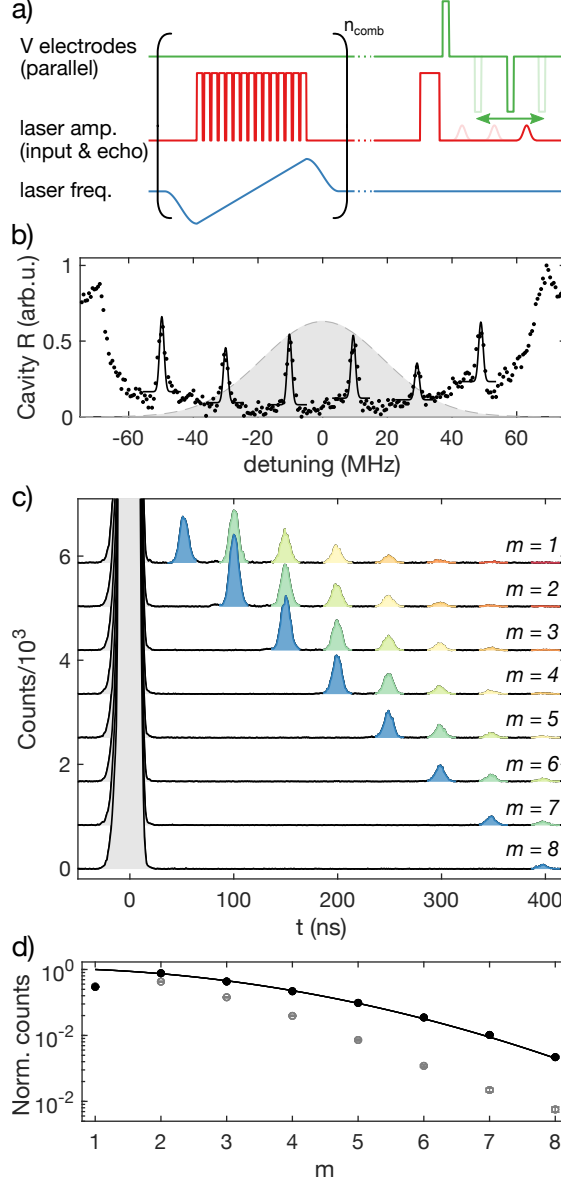 a)
n_comb
V electrodes
(parallel)
laser amp.
(input & echo)
laser freq.
b)
Cavity R (arb.u.)
1
0.5
0
-60 -40 -20 0 20 40 60
detuning (MHz)
c)
Counts/10^3
6
4
2
0
m = 1
m = 2
m = 3
m = 4
m = 5
m = 6
m = 7
m = 8
0 100 200 300 400
t (ns)
d)
Norm. counts
10^0
10^-2
10^-2
1 2 3 4 5 6 7 8
m